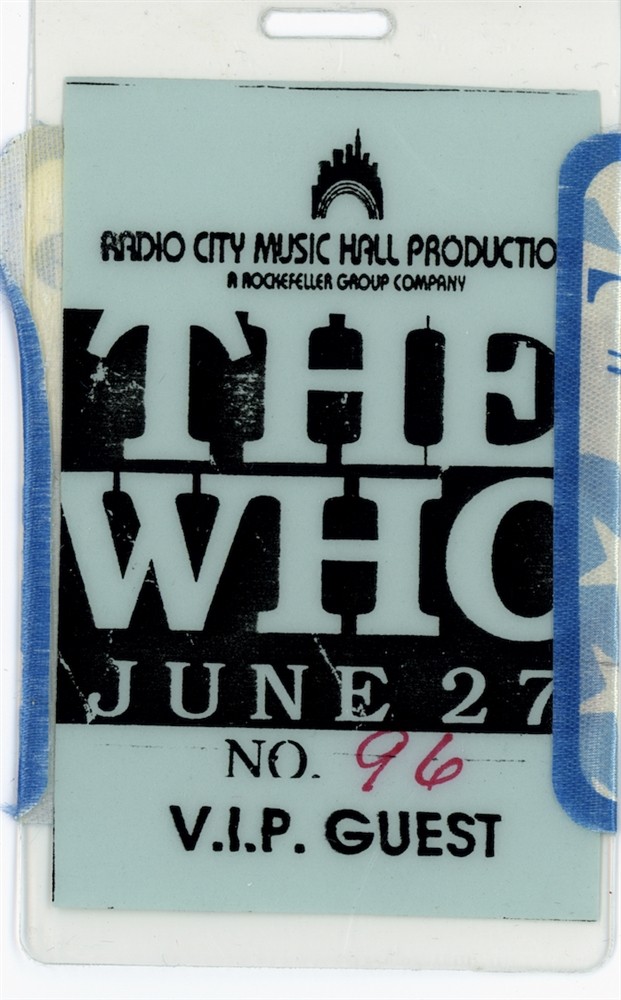 RADIO CITY MUSIC HALL PRODUCTIO
A ROCKEFELLER GROUP COMPANY
THE
WHO
JUNE 27
NO. 96
V.I.P. GUEST